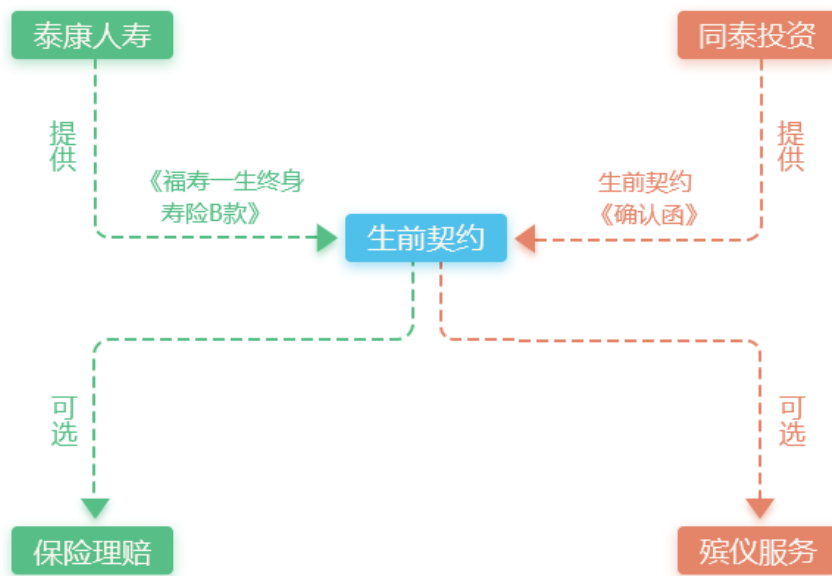 泰康人寿
同泰投资
提供
提供
《福寿一生终身
寿险B款》
生前契约
《确认函》
生前契约
可选
可选
保险理赔
殡仪服务